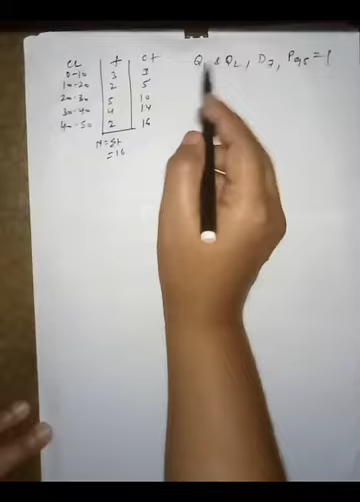 CL f Cf Q & Q L, D7, P95 = ?
0-10 3 3
10-20 2 5
20-30 5 10
30-40 4 14
40-50 2 16
N = Σf
= 16